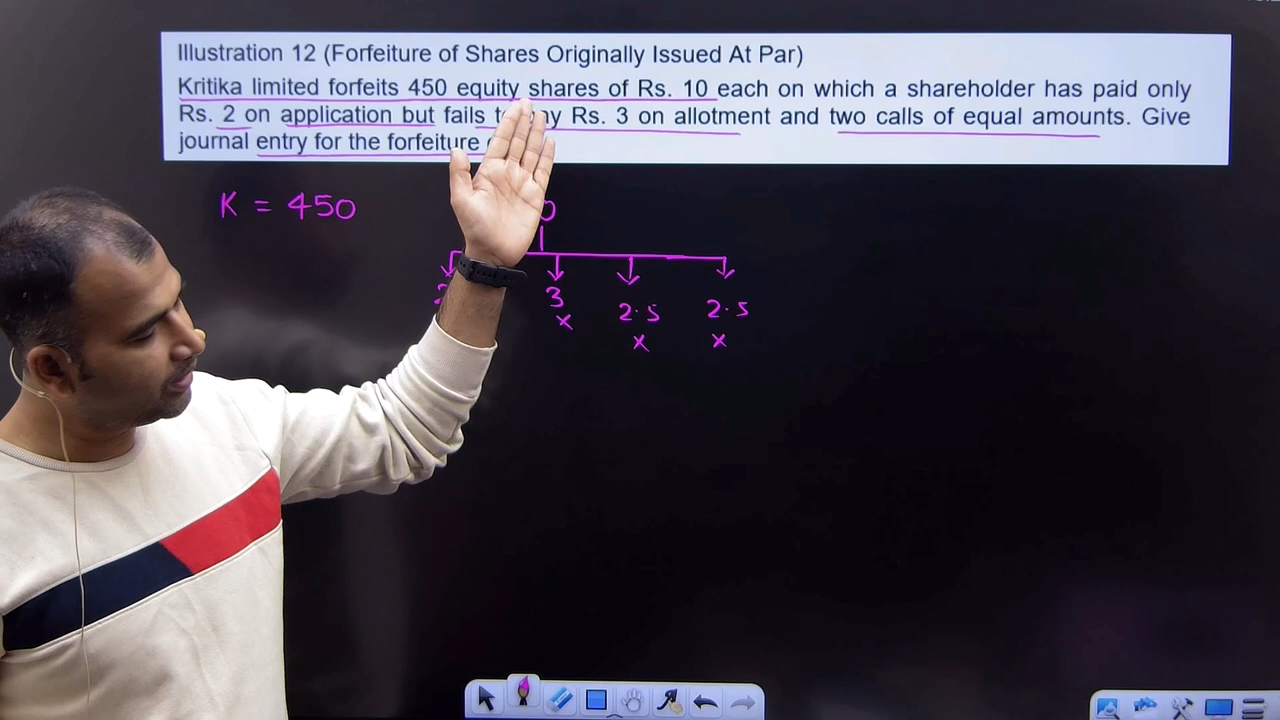 Illustration 12 (Forfeiture of Shares Originally Issued At Par)
Kritika limited forfeits 450 equity shares of Rs. 10 each on which a shareholder has paid only
Rs. 2 on application but fails Rs. 3 on allotment and two calls of equal amounts. Give
journal entry for the forfeiture
K = 450
3 2.5 2.5
x x x